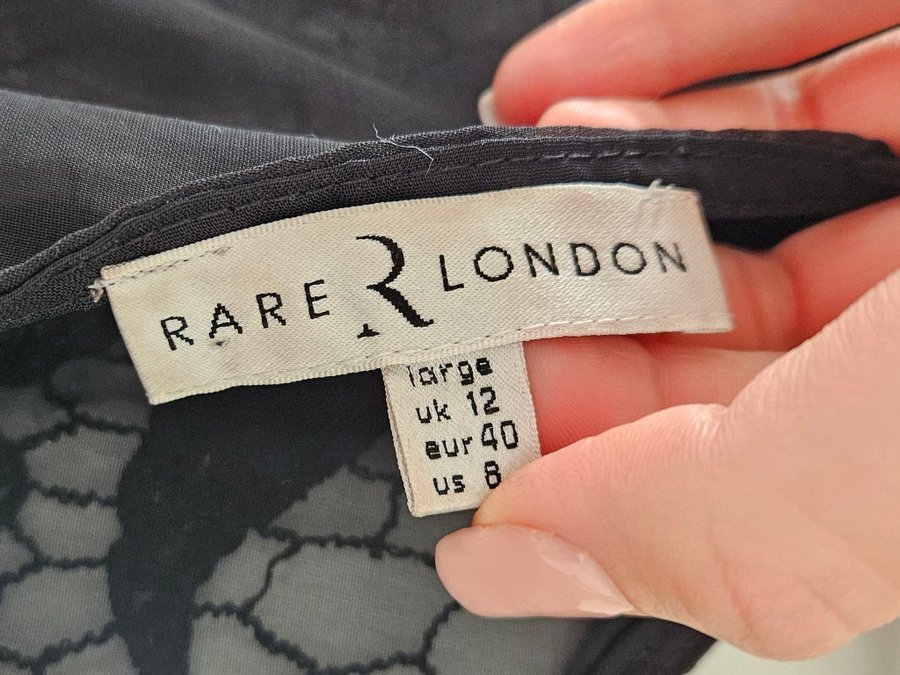 RARE R LONDON
large
uk 12
eur 40
us 8